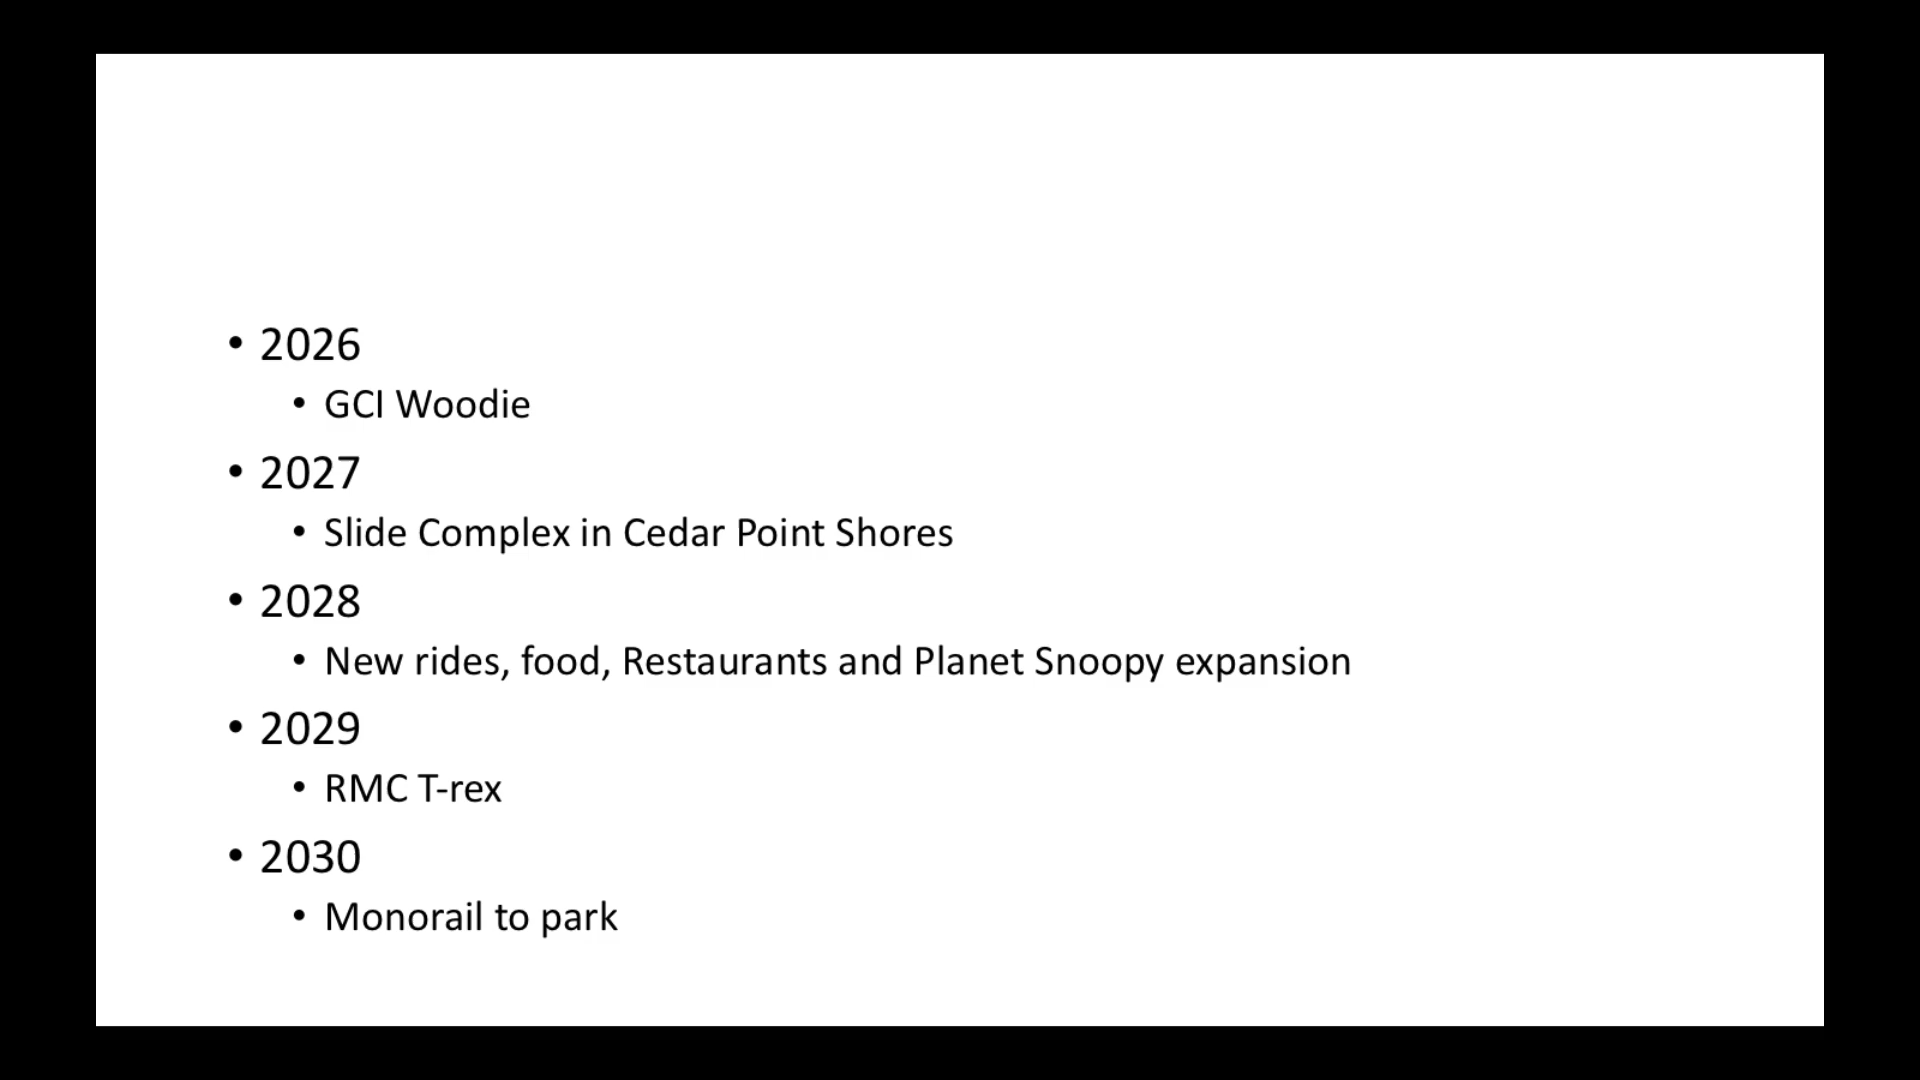 • 2026
• GCI Woodie
• 2027
• Slide Complex in Cedar Point Shores
• 2028
• New rides, food, Restaurants and Planet Snoopy expansion
• 2029
• RMC T-rex
• 2030
• Monorail to park